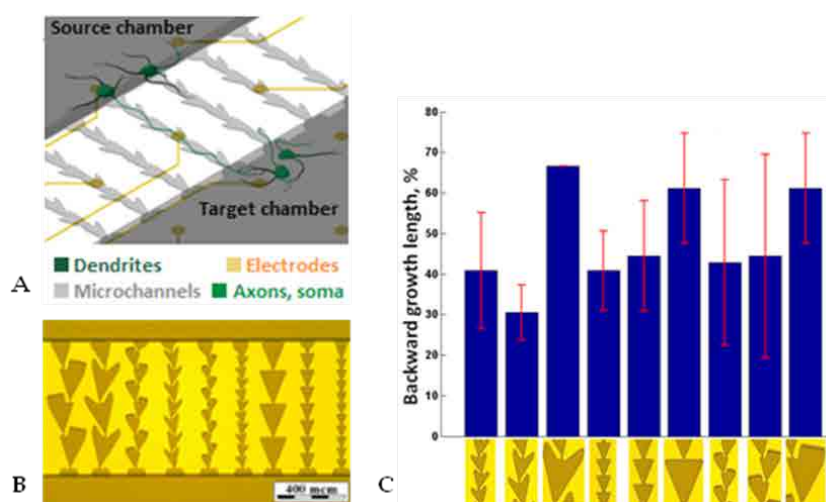 Source chamber
Target chamber
Dendrites Electrodes
Microchannels Axons, soma
A
400 mcm
B
Backward growth length, %
80
70
60
50
40
30
20
10
0
C